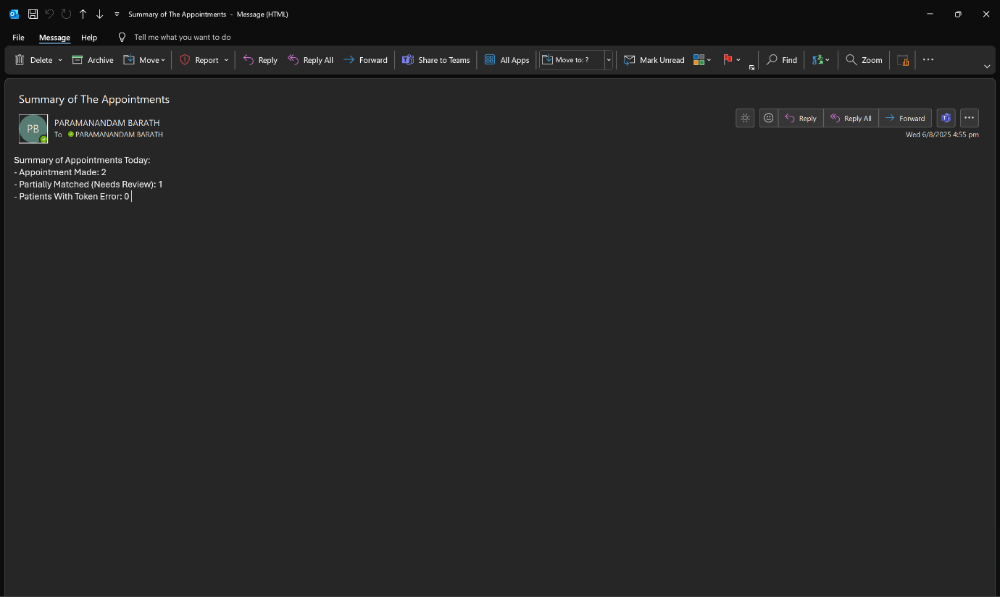 Summary of The Appointments - Message (HTML)
File Message Help Tell me what you want to do
Delete Archive Move Report Reply Reply All Forward Share to Teams All Apps Move to: ? Mark Unread Find Zoom
Summary of The Appointments
PB
PARAMANANDAM BARATH
To PARAMANANDAM BARATH
Reply Reply All Forward
Wed 6/8/2025 4:55 pm
Summary of Appointments Today:
- Appointment Made: 2
- Partially Matched (Needs Review): 1
- Patients With Token Error: 0